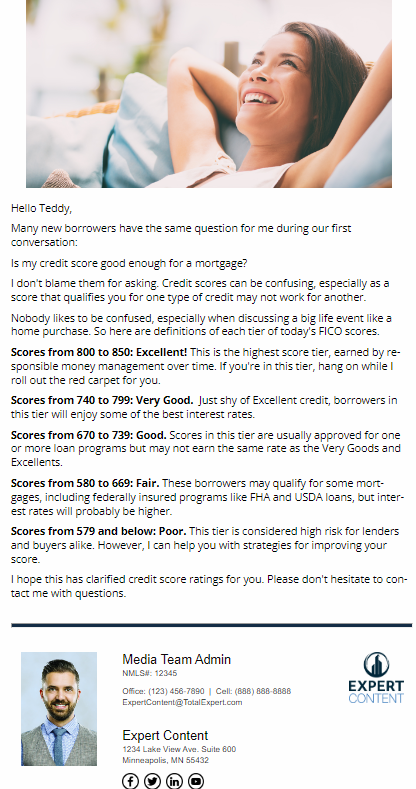 Hello Teddy,
Many new borrowers have the same question for me during our first
conversation:
Is my credit score good enough for a mortgage?
I don't blame them for asking. Credit scores can be confusing, especially as a
score that qualifies you for one type of credit may not work for another.
Nobody likes to be confused, especially when discussing a big life event like a
home purchase. So here are definitions of each tier of today's FICO scores.
Scores from 800 to 850: Excellent! This is the highest score tier, earned by re-
sponsible money management over time. If you're in this tier, hang on while I
roll out the red carpet for you.
Scores from 740 to 799: Very Good. Just shy of Excellent credit, borrowers in
this tier will enjoy some of the best interest rates.
Scores from 670 to 739: Good. Scores in this tier are usually approved for one
or more loan programs but may not earn the same rate as the Very Goods and
Excellents.
Scores from 580 to 669: Fair. These borrowers may qualify for some mort-
gages, including federally insured programs like FHA and USDA loans, but inter-
est rates will probably be higher.
Scores from 579 and below: Poor. This tier is considered high risk for lenders
and buyers alike. However, I can help you with strategies for improving your
score.
I hope this has clarified credit score ratings for you. Please don't hesitate to con-
tact me with questions.
Media Team Admin
NMLS#: 12345
Office: (123) 456-7890 | Cell: (888) 888-8888
ExpertContent@TotalExpert.com
Expert Content
1234 Lake View Ave. Suite 600
Minneapolis, MN 55432
EXPERT
CONTENT